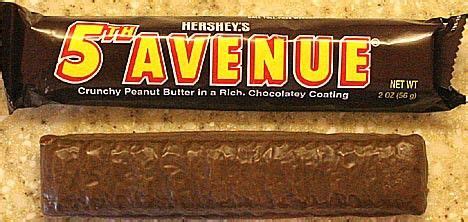 HERSHEY'S
5TH AVENUE®
Crunchy Peanut Butter in a Rich, Chocolatey Coating
NET WT
2 OZ (56 g)